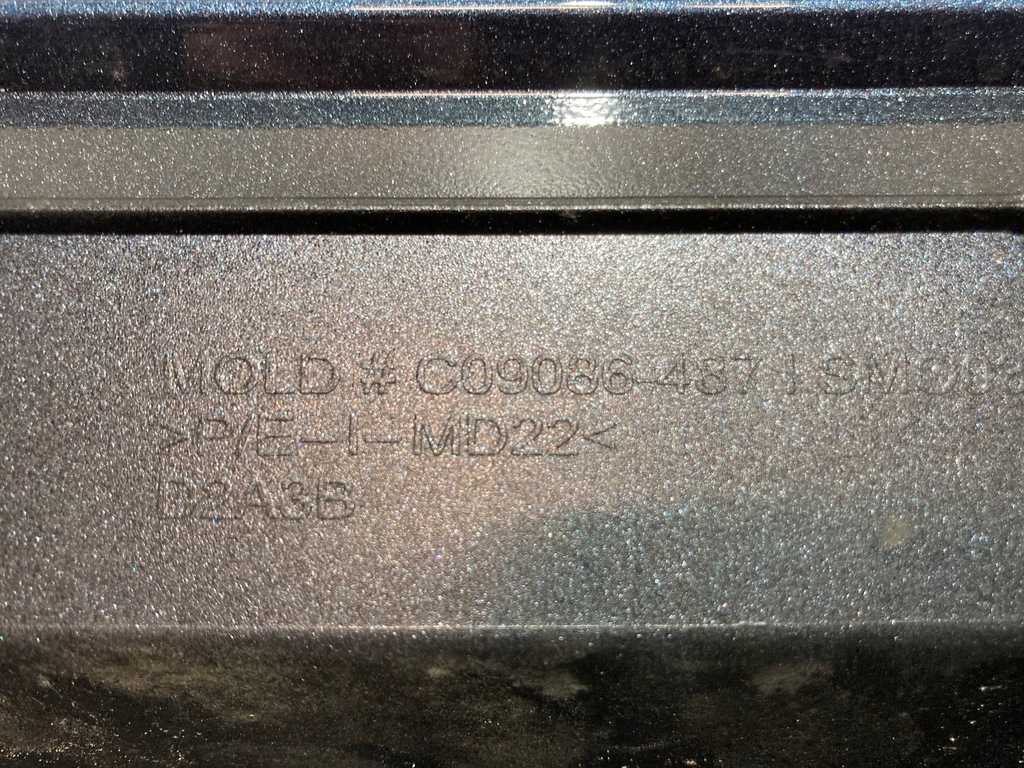 MOLD # C09086-487
>P/E-I-MD22<
D2A3B